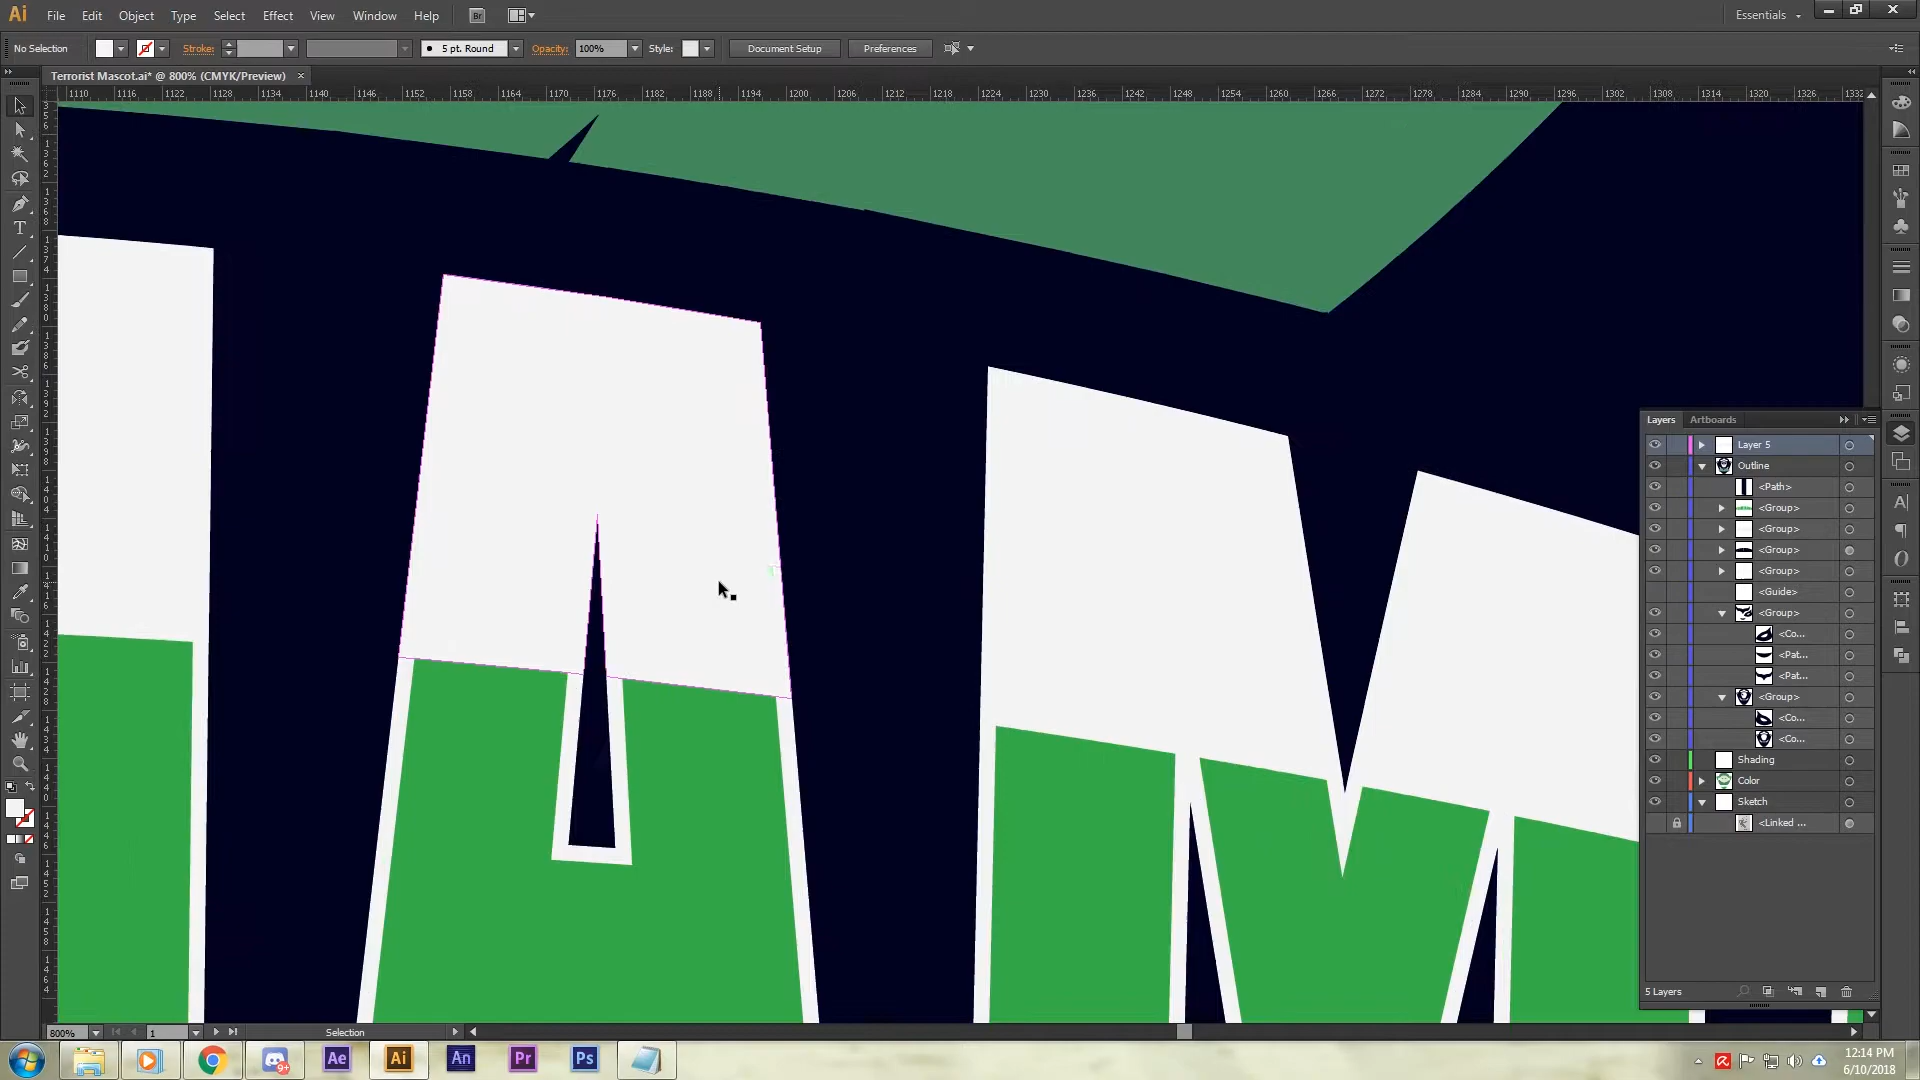 Ai File Edit Object Type Select Effect View Window Help Br Essentials
No Selection Stroke: 5 pt. Round Opacity: 100% Style: Document Setup Preferences
Terrorist Mascot.ai* @ 800% (CMYK/Preview) ×
1110 1116 1122 1128 1134 1140 1146 1152 1158 1164 1170 1176 1182 1188 1194 1200 1206 1212 1218 1224 1230 1236 1242 1248 1254 1260 1266 1272 1278 1284 1290 1296 1302 1308 1314 1320 1326 1332
AM
Layers Artboards
Layer 5
Outline
<Path>
<Group>
<Group>
<Group>
<Group>
<Guide>
<Group>
<Co...
<Pat...
<Pat...
<Group>
<Co...
<Co...
Shading
Color
Sketch
<Linked ...
5 Layers
800% 1 Selection
9+ Ae Ai An Pr Ps
12:14 PM
6/10/2018